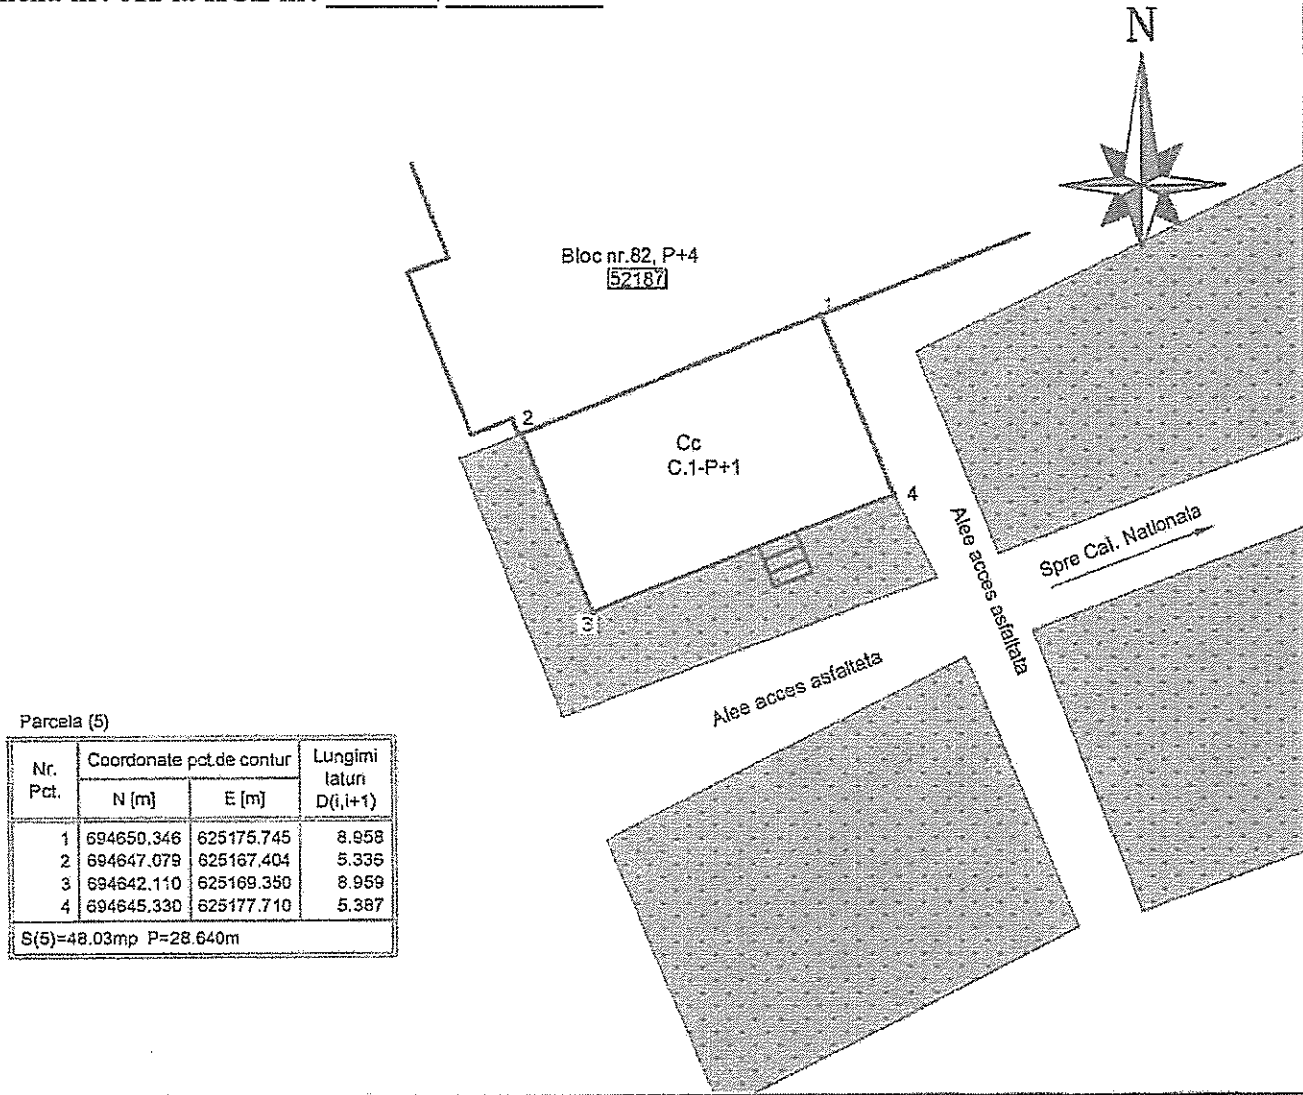 N
Bloc nr.82, P+4
52187
1
2
Cc
C.1-P+1
4
3
Alee acces asfaltata
Spre Cal. Nationala
Alee acces asfaltata
Parcela (5)
Nr. Pct. Coordonate pct.de contur Lungimi laturi D(i,i+1)
N [m] E [m]
1 694650.346 625175.745 8.958
2 694647.079 625167.404 5.336
3 694642.110 625169.350 8.959
4 694645.330 625177.710 5.387
S(5)=48.03mp P=28.640m